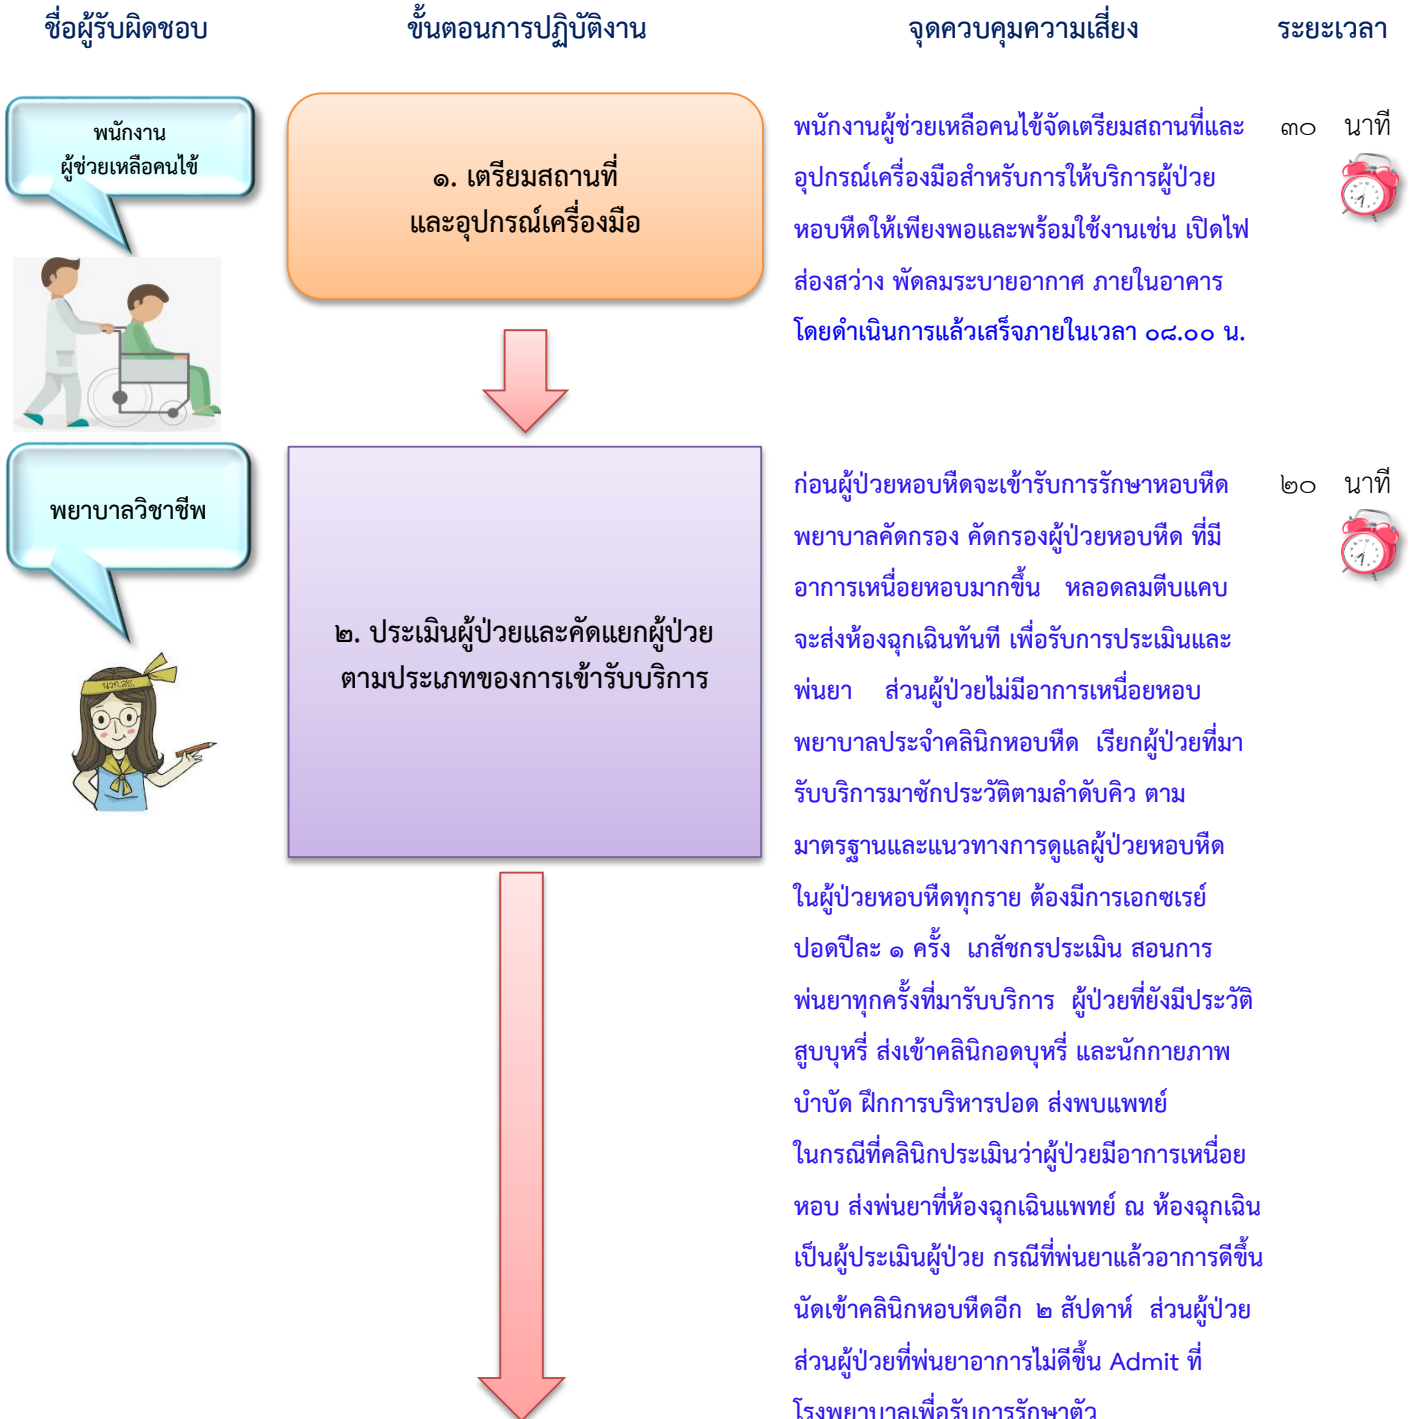 ชื่อผู้รับผิดชอบ ขั้นตอนการปฏิบัติงาน จุดควบคุมความเสี่ยง ระยะเวลา
พนักงาน
ผู้ช่วยเหลือคนไข้
๑. เตรียมสถานที่
และอุปกรณ์เครื่องมือ
พนักงานผู้ช่วยเหลือคนไข้จัดเตรียมสถานที่และ
อุปกรณ์เครื่องมือสำหรับการให้บริการผู้ป่วย
หอบหืดให้เพียงพอและพร้อมใช้งานเช่น เปิดไฟ
ส่องสว่าง พัดลมระบายอากาศ ภายในอาคาร
โดยดำเนินการแล้วเสร็จภายในเวลา ๐๘.๐๐ น.
๓๐ นาที
พยาบาลวิชาชีพ
นวก.สธ.
๒. ประเมินผู้ป่วยและคัดแยกผู้ป่วย
ตามประเภทของการเข้ารับบริการ
ก่อนผู้ป่วยหอบหืดจะเข้ารับการรักษาหอบหืด
พยาบาลคัดกรอง คัดกรองผู้ป่วยหอบหืด ที่มี
อาการเหนื่อยหอบมากขึ้น หลอดลมตีบแคบ
จะส่งห้องฉุกเฉินทันที เพื่อรับการประเมินและ
พ่นยา ส่วนผู้ป่วยไม่มีอาการเหนื่อยหอบ
พยาบาลประจำคลินิกหอบหืด เรียกผู้ป่วยที่มา
รับบริการมาซักประวัติตามลำดับคิว ตาม
มาตรฐานและแนวทางการดูแลผู้ป่วยหอบหืด
ในผู้ป่วยหอบหืดทุกราย ต้องมีการเอกซเรย์
ปอดปีละ ๑ ครั้ง เภสัชกรประเมิน สอนการ
พ่นยาทุกครั้งที่มารับบริการ ผู้ป่วยที่ยังมีประวัติ
สูบบุหรี่ ส่งเข้าคลินิกอดบุหรี่ และนักกายภาพ
บำบัด ฝึกการบริหารปอด ส่งพบแพทย์
ในกรณีที่คลินิกประเมินว่าผู้ป่วยมีอาการเหนื่อย
หอบ ส่งพ่นยาที่ห้องฉุกเฉินแพทย์ ณ ห้องฉุกเฉิน
เป็นผู้ประเมินผู้ป่วย กรณีที่พ่นยาแล้วอาการดีขึ้น
นัดเข้าคลินิกหอบหืดอีก ๒ สัปดาห์ ส่วนผู้ป่วย
ส่วนผู้ป่วยที่พ่นยาอาการไม่ดีขึ้น Admit ที่
โรงพยาบาลเพื่อรับการรักษาตัว
๒๐ นาที